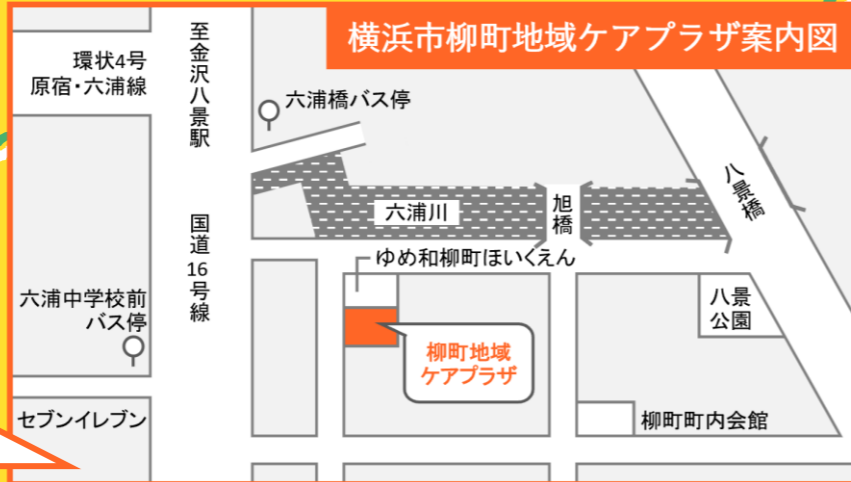 横浜市柳町地域ケアプラザ案内図
環状4号
原宿・六浦線
至金沢八景駅
六浦橋バス停
八景橋
六浦川
旭橋
国道16号線
ゆめ和柳町ほいくえん
六浦中学校前
バス停
八景
公園
柳町地域
ケアプラザ
セブンイレブン
柳町町内会館